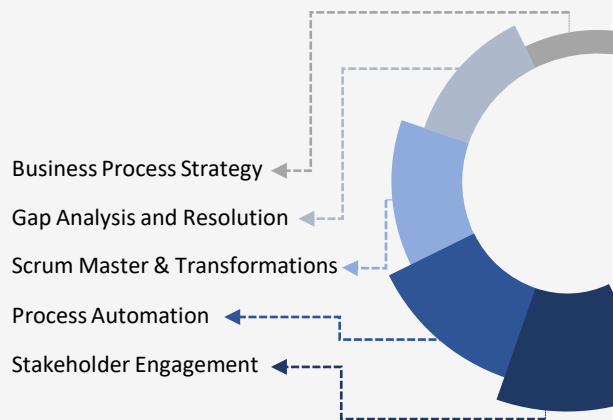 Business Process Strategy
Gap Analysis and Resolution
Scrum Master & Transformations
Process Automation
Stakeholder Engagement